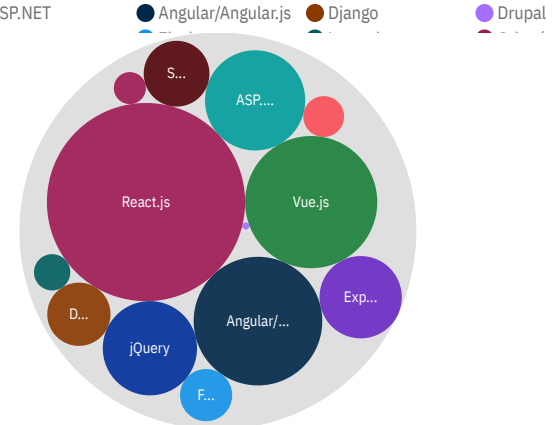 SP.NET Angular/Angular.js Django Drupal
S...
ASP....
React.js
Vue.js
Exp...
D...
Angular/...
jQuery
F...